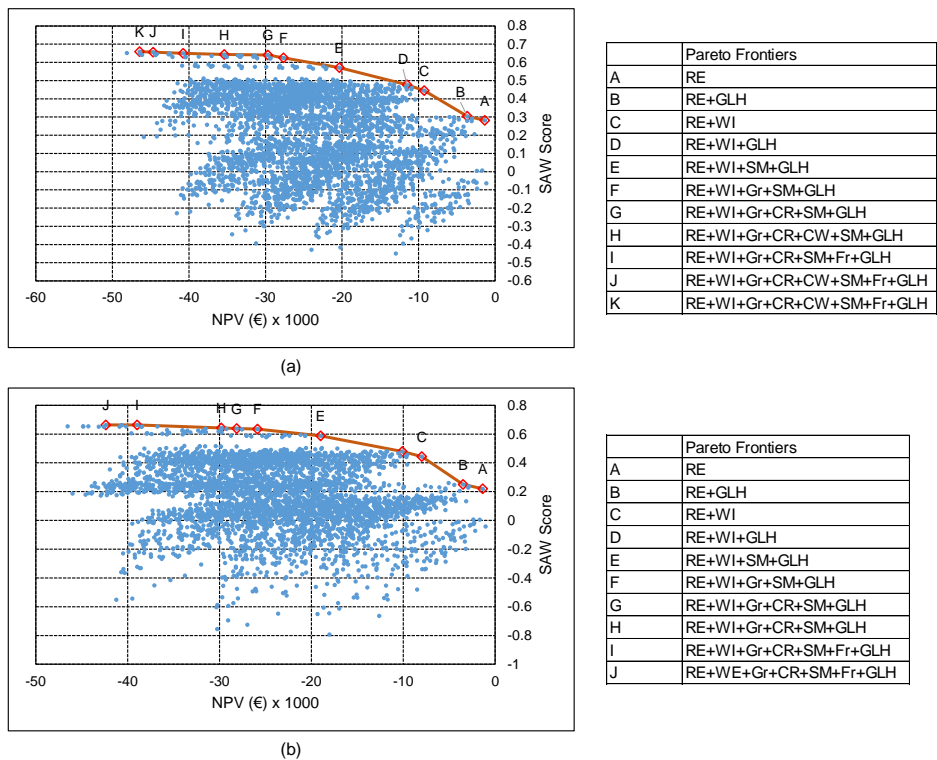 (a)
K J I H G F E D C B A
0.8
0.7
0.6
0.5
0.4
0.3
0.2
0.1
0
-0.1
-0.2
-0.3
-0.4
-0.5
-0.6
SAW Score
-60 -50 -40 -30 -20 -10 0
NPV (€) x 1000
Pareto Frontiers
A RE
B RE+GLH
C RE+WI
D RE+WI+GLH
E RE+WI+SM+GLH
F RE+WI+Gr+SM+GLH
G RE+WI+Gr+CR+SM+GLH
H RE+WI+Gr+CR+CW+SM+GLH
I RE+WI+Gr+CR+SM+Fr+GLH
J RE+WI+Gr+CR+CW+SM+Fr+GLH
K RE+WI+Gr+CR+CW+SM+Fr+GLH
(b)
J I H G F E C B A
0.8
0.6
0.4
0.2
0
-0.2
-0.4
-0.6
-0.8
-1
SAW Score
-50 -40 -30 -20 -10 0
NPV (€) x 1000
Pareto Frontiers
A RE
B RE+GLH
C RE+WI
D RE+WI+GLH
E RE+WI+SM+GLH
F RE+WI+Gr+SM+GLH
G RE+WI+Gr+CR+SM+GLH
H RE+WI+Gr+CR+SM+GLH
I RE+WI+Gr+CR+SM+Fr+GLH
J RE+WE+Gr+CR+SM+Fr+GLH